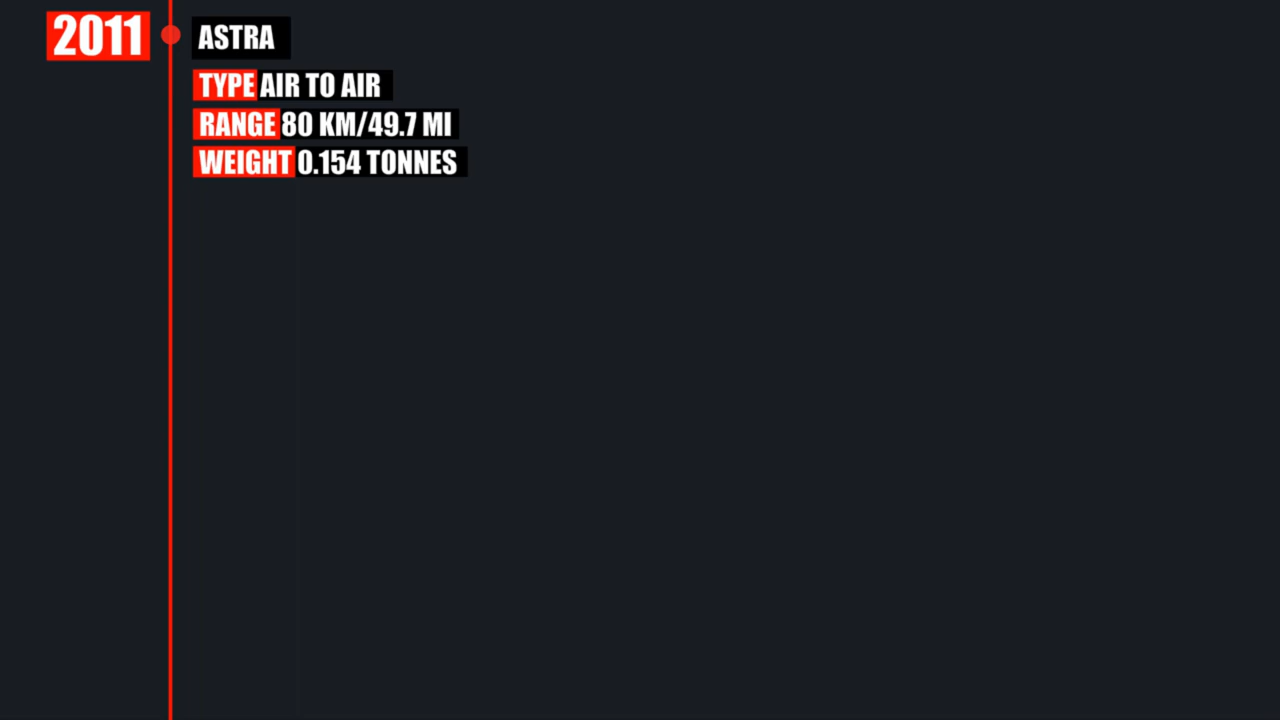 2011
ASTRA
TYPE AIR TO AIR
RANGE 80 KM/49.7 MI
WEIGHT 0.154 TONNES